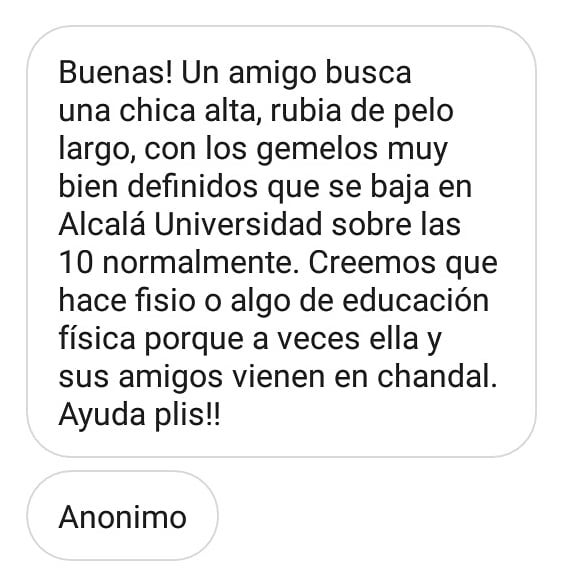 Buenas! Un amigo busca
una chica alta, rubia de pelo
largo, con los gemelos muy
bien definidos que se baja en
Alcalá Universidad sobre las
10 normalmente. Creemos que
hace fisio o algo de educación
física porque a veces ella y
sus amigos vienen en chandal.
Ayuda plis!!
Anonimo